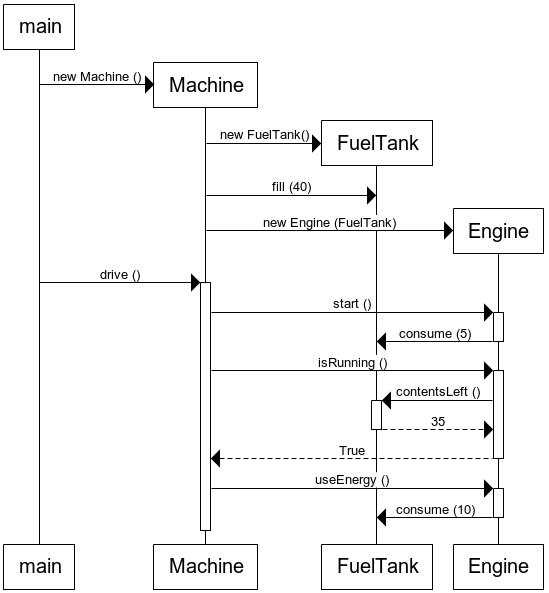 main
new Machine ()
Machine
new FuelTank()
FuelTank
fill (40)
new Engine (FuelTank)
Engine
drive ()
start ()
consume (5)
isRunning ()
contentsLeft ()
35
True
useEnergy ()
consume (10)
main
Machine
FuelTank
Engine